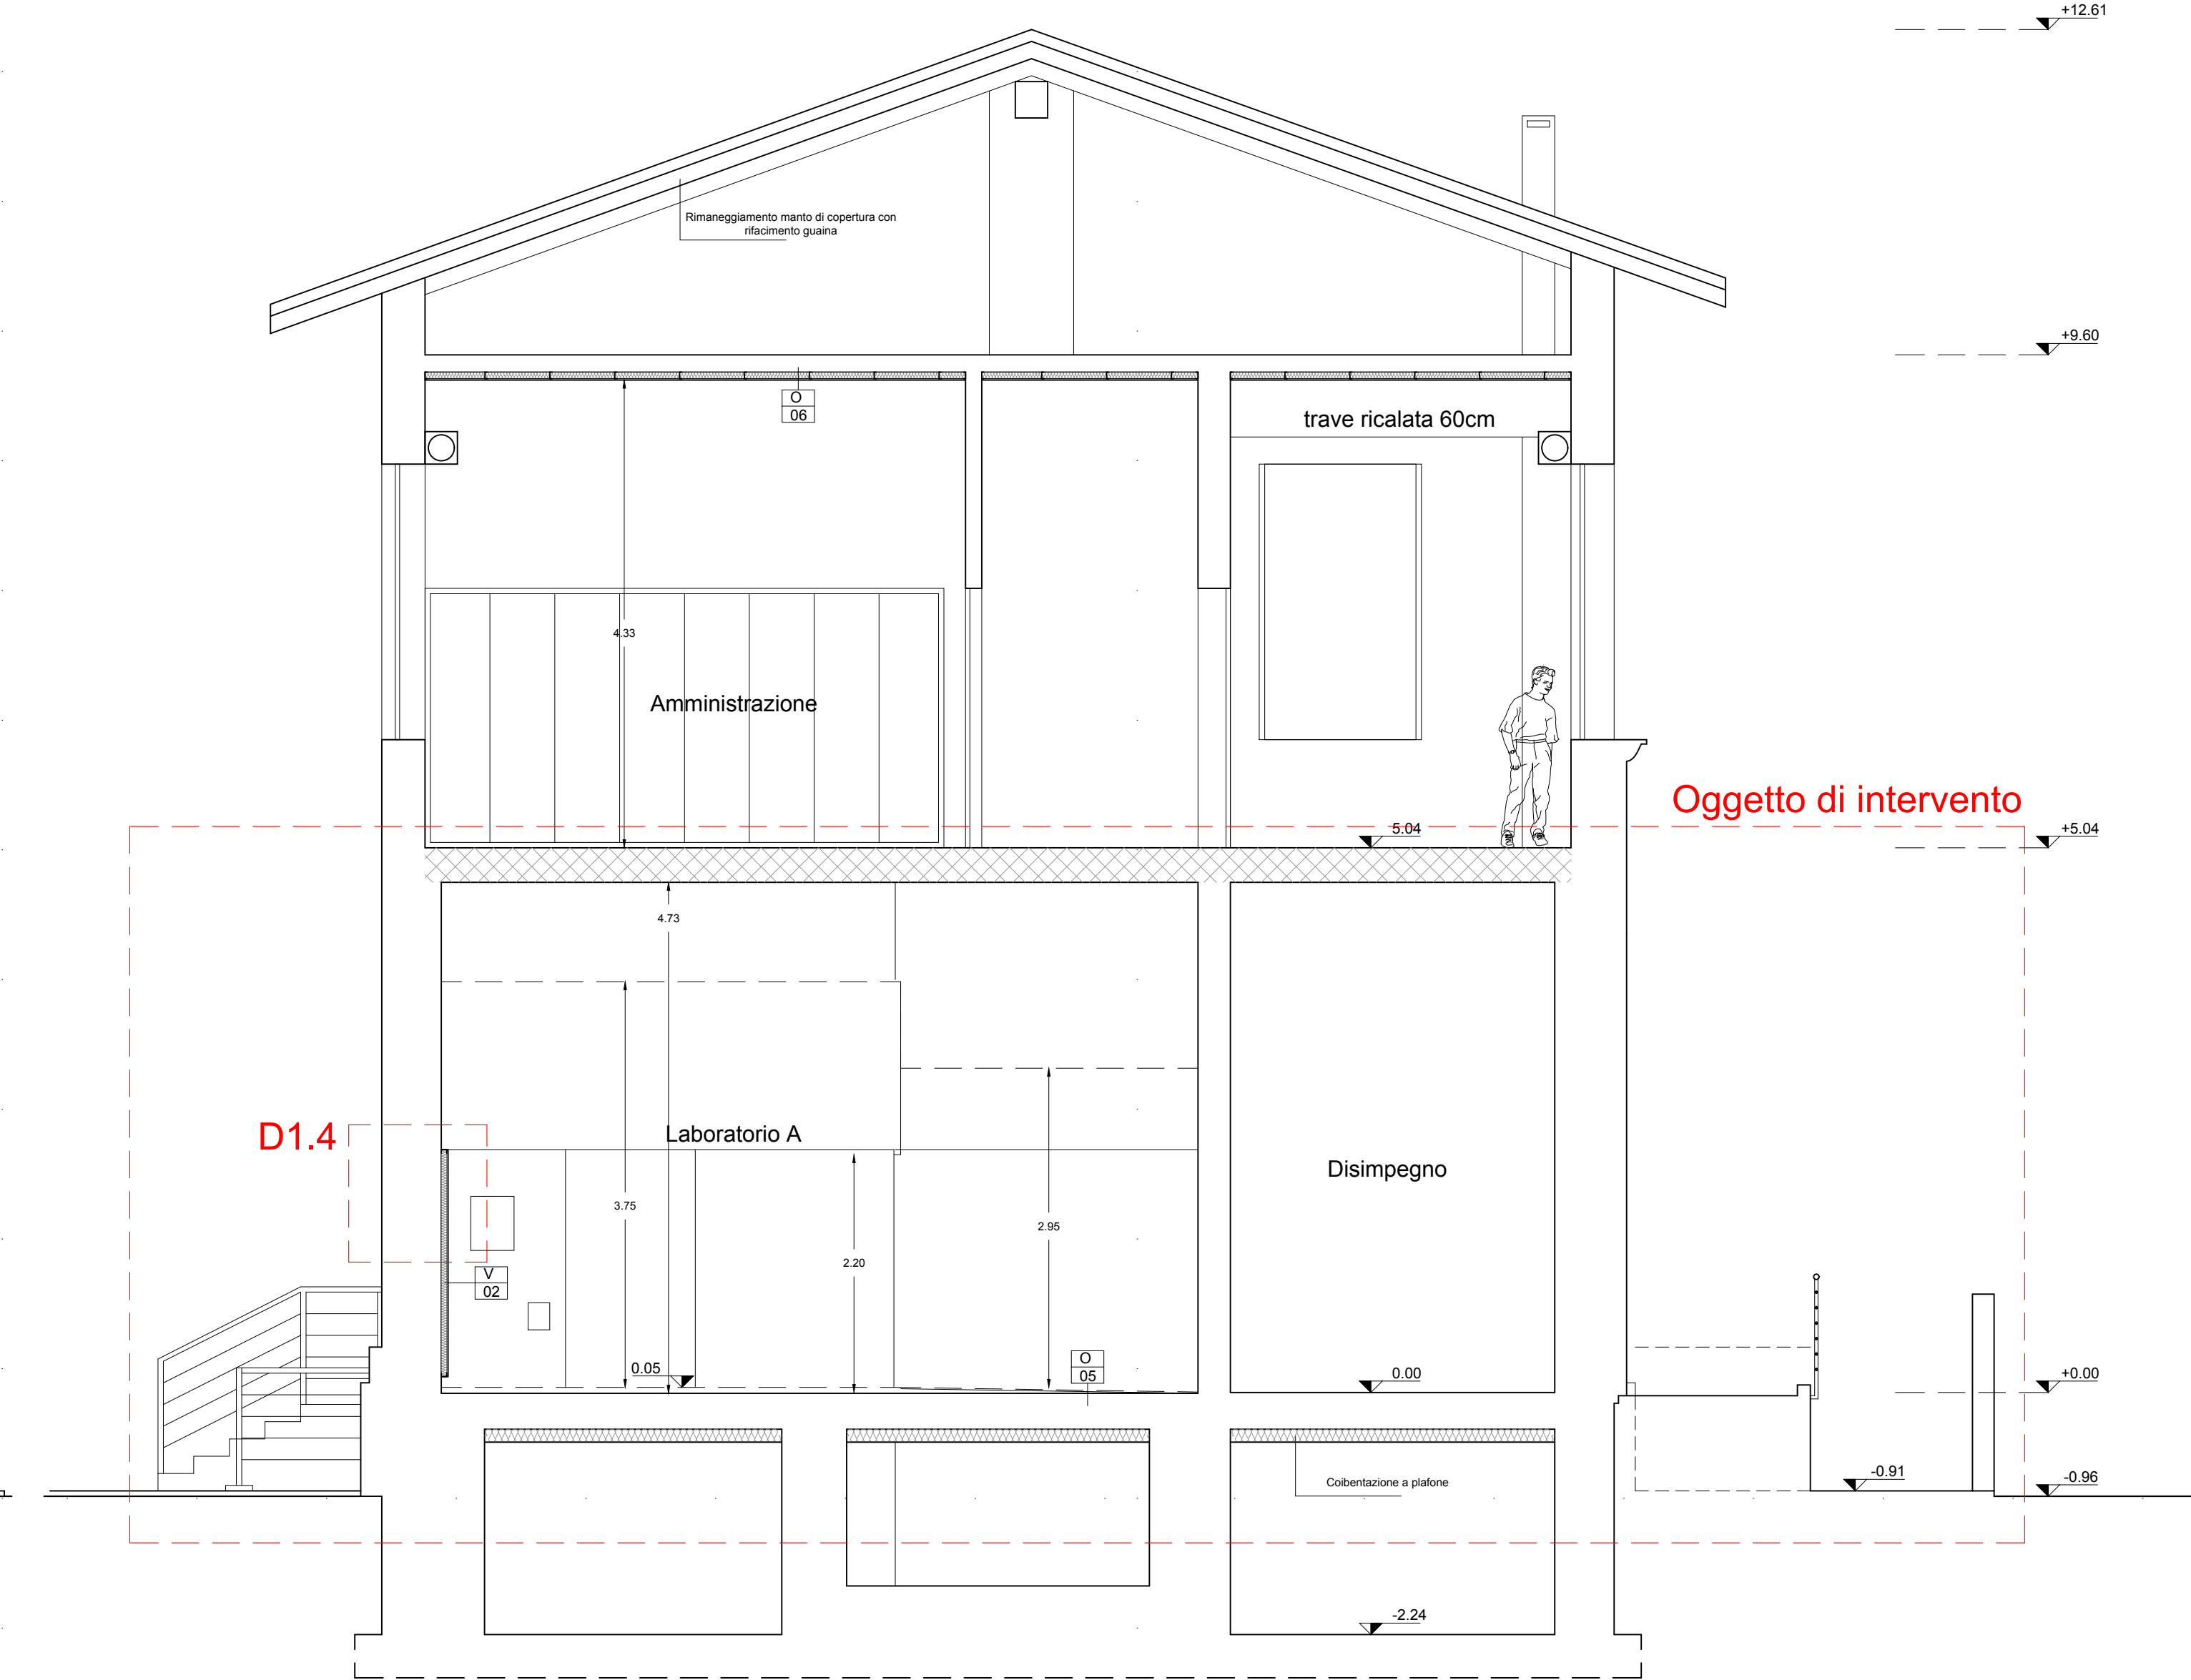 +12.61
Rimaneggiamento manto di copertura con
rifacimento guaina
+9.60
O
06
trave ricalata 60cm
4.33
Amministrazione
Oggetto di intervento
5.04
+5.04
4.73
D1.4
Laboratorio A
Disimpegno
3.75
2.95
2.20
V
02
0.05
O
05
0.00
+0.00
-0.91
-0.96
Coibentazione a plafone
-2.24